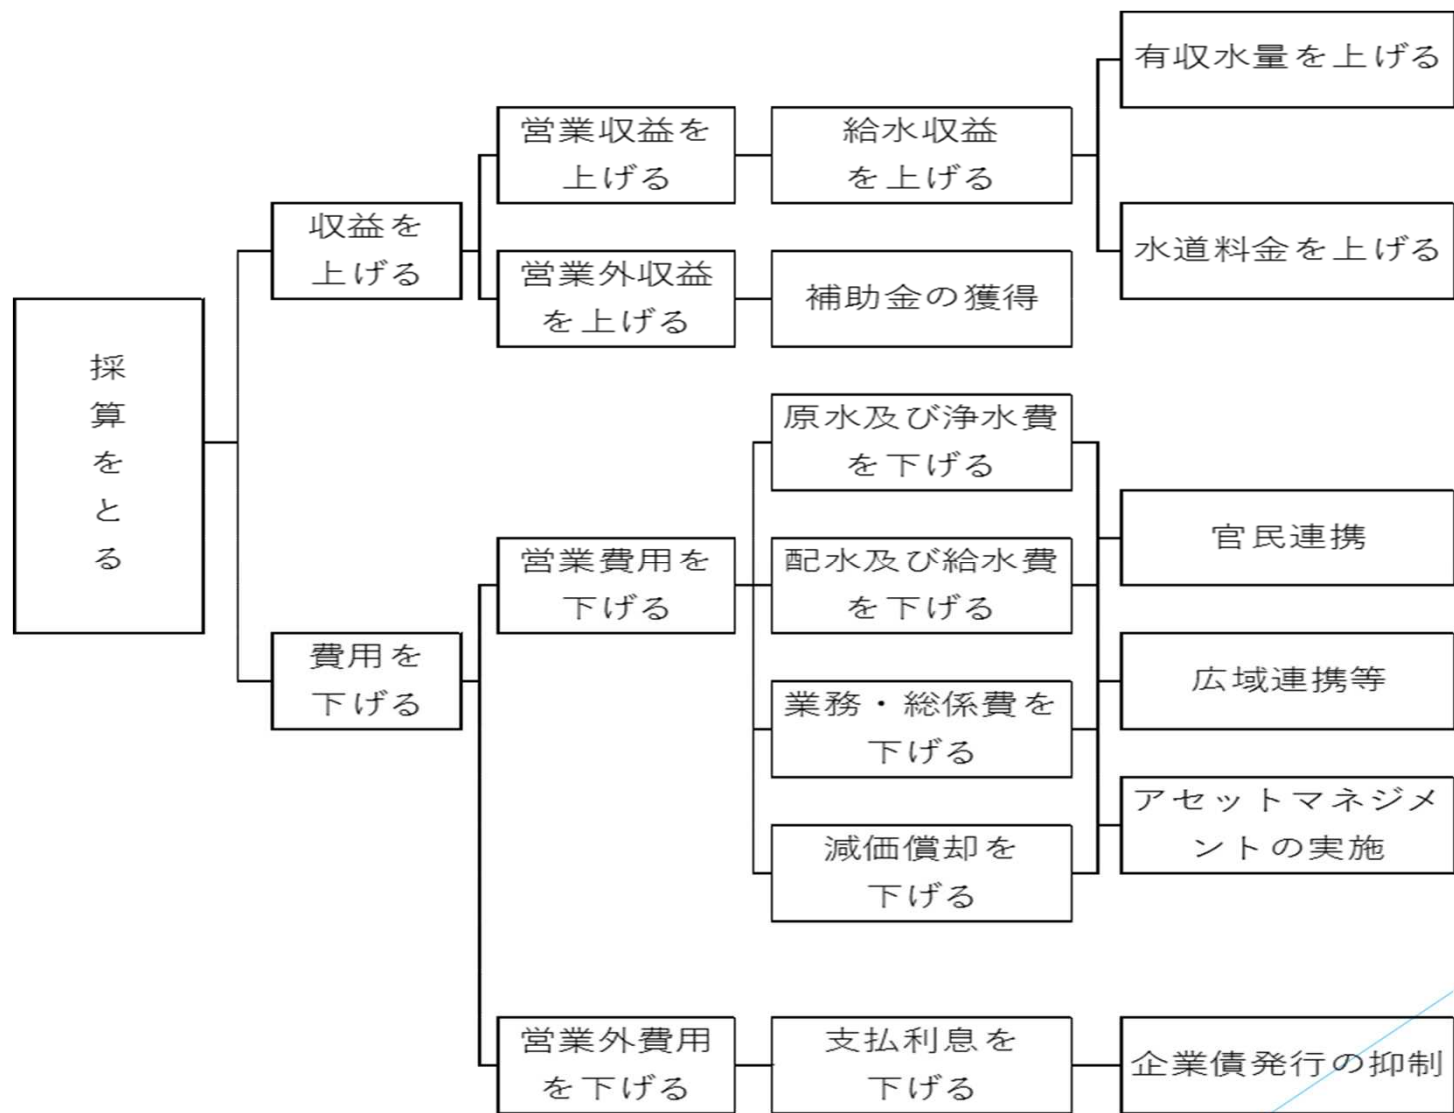 採
算
を
と
る
収益を
上げる
営業収益を
上げる
給水収益
を上げる
有収水量を上げる
水道料金を上げる
営業外収益
を上げる
補助金の獲得
費用を
下げる
営業費用を
下げる
原水及び浄水費
を下げる
配水及び給水費
を下げる
業務・総係費を
下げる
減価償却を
下げる
官民連携
広域連携等
アセットマネジメ
ントの実施
営業外費用
を下げる
支払利息を
下げる
企業債発行の抑制